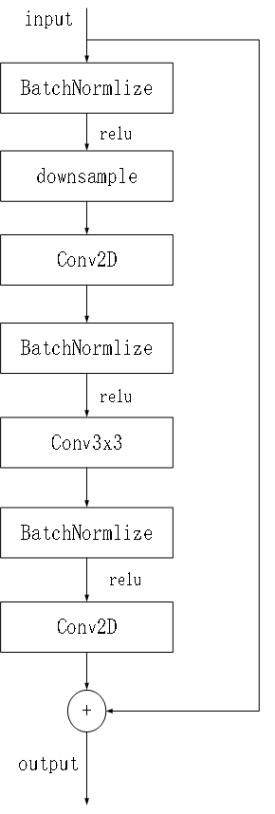 input
BatchNormlize
relu
downsample
Conv2D
BatchNormlize
relu
Conv3x3
BatchNormlize
relu
Conv2D
+
output